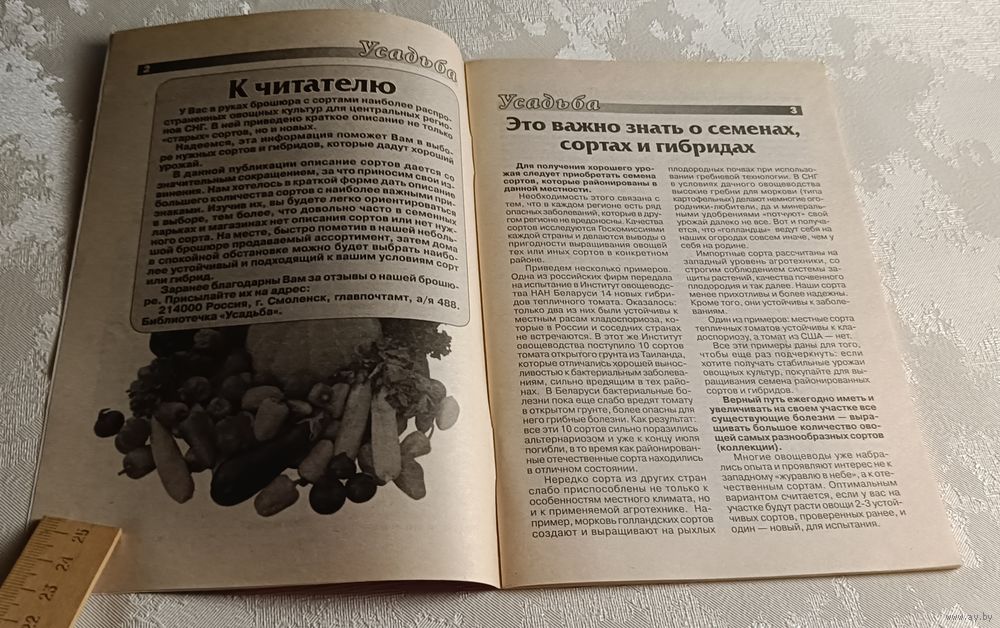 2
Усадьба
К читателю
У Вас в руках брошюра с сортами наиболее распро-
страненных овощных культур для центральных регио-
нов СНГ. В ней приведено краткое описание не только
«старых» сортов, но и новых.
Надеемся, эта информация поможет Вам в выбо-
ре нужных сортов и гибридов, которые дадут хороший
урожай.
В данной публикации описание сортов дается со
значительным сокращением, за что приносим свои из-
винения. Нам хотелось в краткой форме дать описание
большего количества сортов с наиболее важными при-
знаками. Изучив их, вы будете легко ориентироваться
в выборе, тем более, что довольно часто в семенных
ларьках и магазинах нет описания сортов или нет нуж-
ного сорта. На месте, быстро пометив в нашей неболь-
шой брошюре продаваемый ассортимент, затем дома
в спокойной обстановке можно будет выбрать наибо-
лее устойчивый и подходящий к вашим условиям сорт
или гибрид.
Заранее благодарны Вам за отзывы о нашей брошю-
ре. Присылайте их на адрес:
214000 Россия, г. Смоленск, главпочтамт, а/я 488.
Библиотечка «Усадьба».
Усадьба
3
Это важно знать о семенах,
сортах и гибридах
Для получения хорошего уро-
жая следует приобретать семена
сортов, которые районированы в
данной местности.
Необходимость этого связана с
тем, что в каждом регионе есть ряд
опасных заболеваний, которые в дру-
гом регионе не вредоносны. Качества
сортов исследуются Госкомиссиями
каждой страны и делаются выводы о
пригодности выращивания овощей
тех или иных сортов в конкретном
районе.
Приведем несколько примеров.
Одна из российских фирм передала
на испытание в Институт овощеводс-
тва НАН Беларуси 14 новых гибри-
дов тепличного томата. Оказалось:
только два из них были устойчивы к
местным расам кладоспориоза, ко-
торые в России и соседних странах
не встречаются. В этот же Институт
овощеводства поступило 10 сортов
томата открытого грунта из Таиланда,
которые отличались хорошей вынос-
ливостью к бактериальным заболева-
ниям, сильно вредящим в тех райо-
нах. В Беларуси бактериальные бо-
лезни пока еще слабо вредят томату
в открытом грунте, более опасны для
него грибные болезни. Как результат:
все эти 10 сортов сильно поразились
альтернариозом и уже к концу июля
погибли, в то время как районирован-
ные отечественные сорта находились
в отличном состоянии.
Нередко сорта из других стран
слабо приспособлены не только к
особенностям местного климата, но
и к применяемой агротехнике. На-
пример, морковь голландских сортов
создают и выращивают на рыхлых
плодородных почвах при использо-
вании гребневой технологии. В СНГ
в условиях дачного овощеводства
высокие гребни для моркови (типа
картофельных) делают немногие ого-
родники-любители, да и минераль-
ными удобрениями «потчуют» свой
урожай далеко не все. Вот и получа-
ется, что «голландцы» ведут себя на
наших огородах совсем иначе, чем у
себя на родине.
Импортные сорта рассчитаны на
западный уровень агротехники, со
строгим соблюдением системы за-
щиты растений, качества почвенного
плодородия и так далее. Наши сорта
менее прихотливы и более надежны.
Кроме того, они устойчивы к заболе-
ваниям.
Один из примеров: местные сорта
тепличных томатов устойчивы к кла-
доспориозу, а томат из США — нет.
Все эти примеры даны для того,
чтобы еще раз подчеркнуть: если
хотите получать стабильные урожаи
овощных культур, покупайте для вы-
ращивания семена районированных
сортов и гибридов.
Верный путь ежегодно иметь и
увеличивать на своем участке все
существующие болезни — выра-
щивать большое количество ово-
щей самых разнообразных сортов
(коллекции).
Многие овощеводы уже набра-
лись опыта и проявляют интерес не к
западному «журавлю в небе», а к оте-
чественным сортам. Оптимальным
вариантом считается, если у вас на
участке будут расти овощи 2-3 устой-
чивых сортов, проверенных ранее, и
один — новый, для испытания.
22 23 24 25
www.ay.by